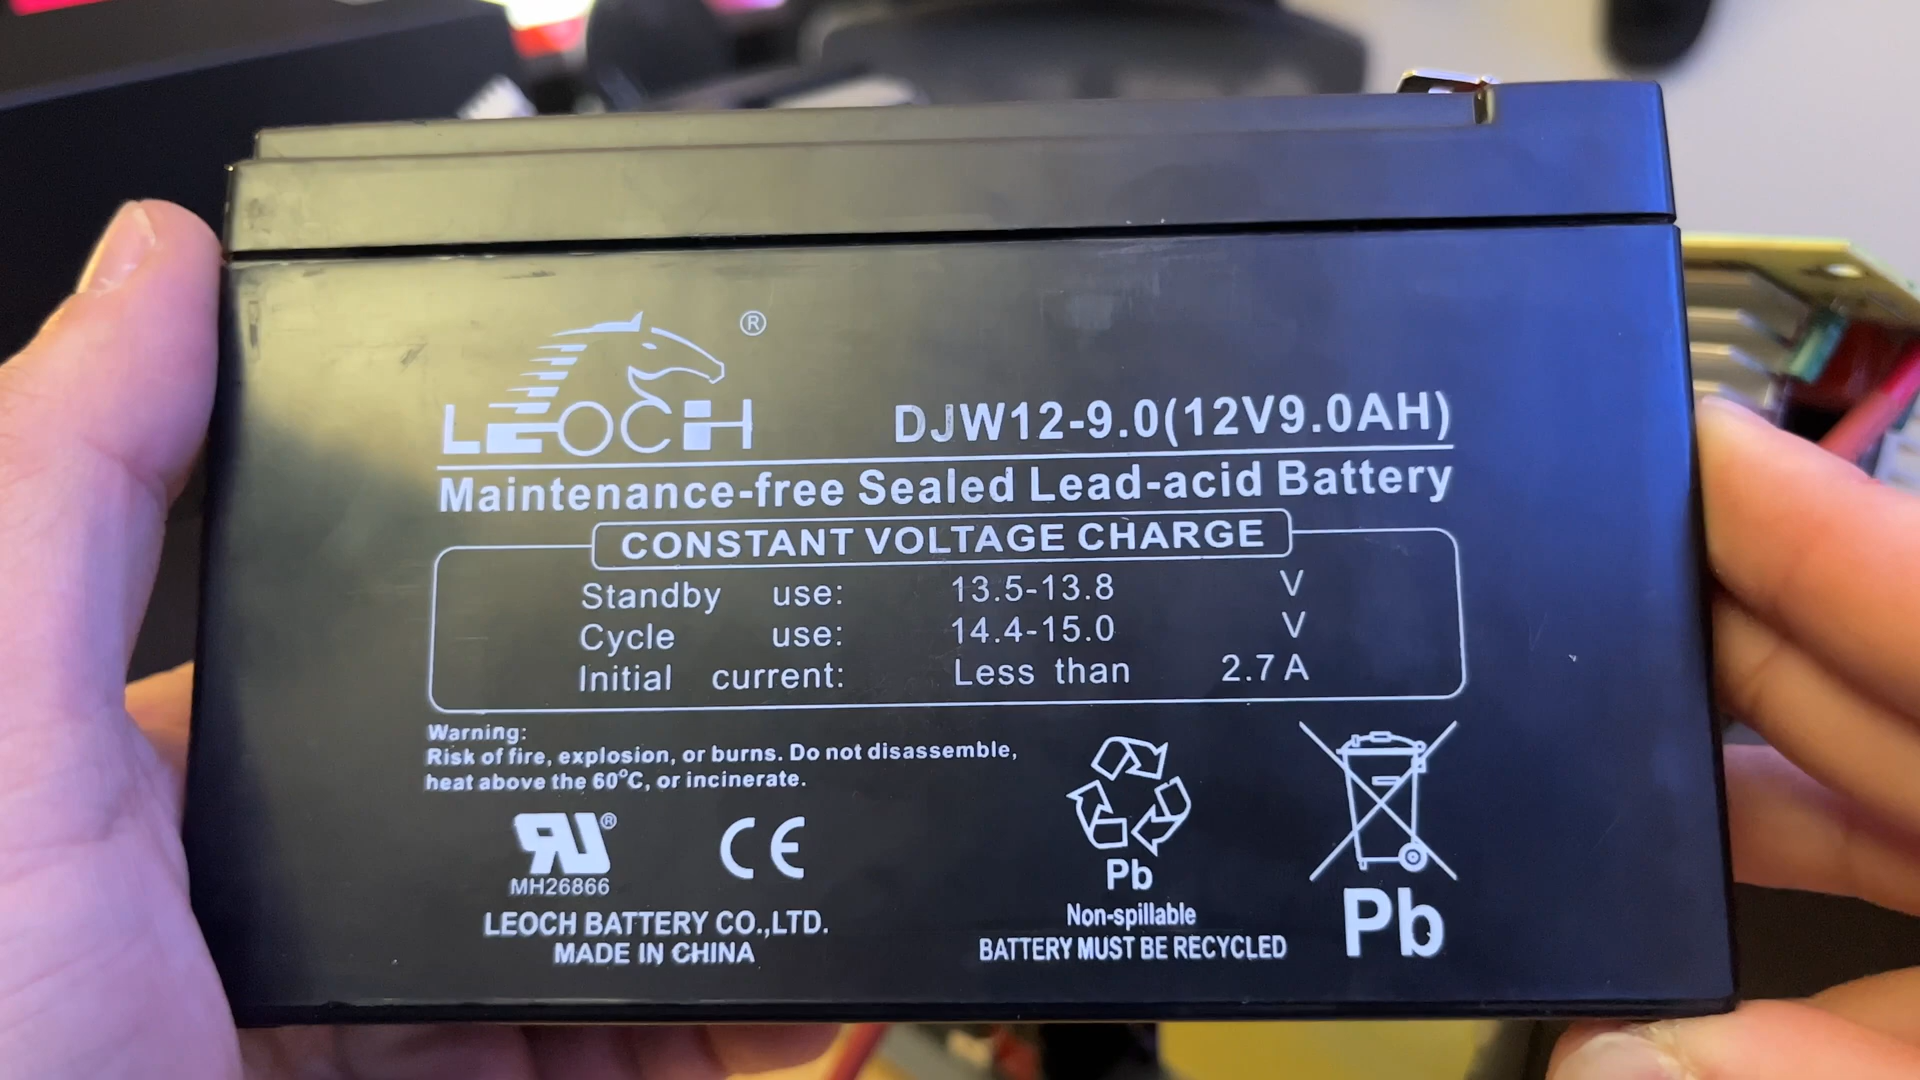 ®
LEOCH
DJW12-9.0(12V9.0AH)
Maintenance-free Sealed Lead-acid Battery
CONSTANT VOLTAGE CHARGE
Standby use: 13.5-13.8 V
Cycle use: 14.4-15.0 V
Initial current: Less than 2.7 A
Warning:
Risk of fire, explosion, or burns. Do not disassemble,
heat above the 60°C, or incinerate.
RU®
MH26866
CE
LEOCH BATTERY CO.,LTD.
MADE IN CHINA
Pb
Non-spillable
BATTERY MUST BE RECYCLED
Pb